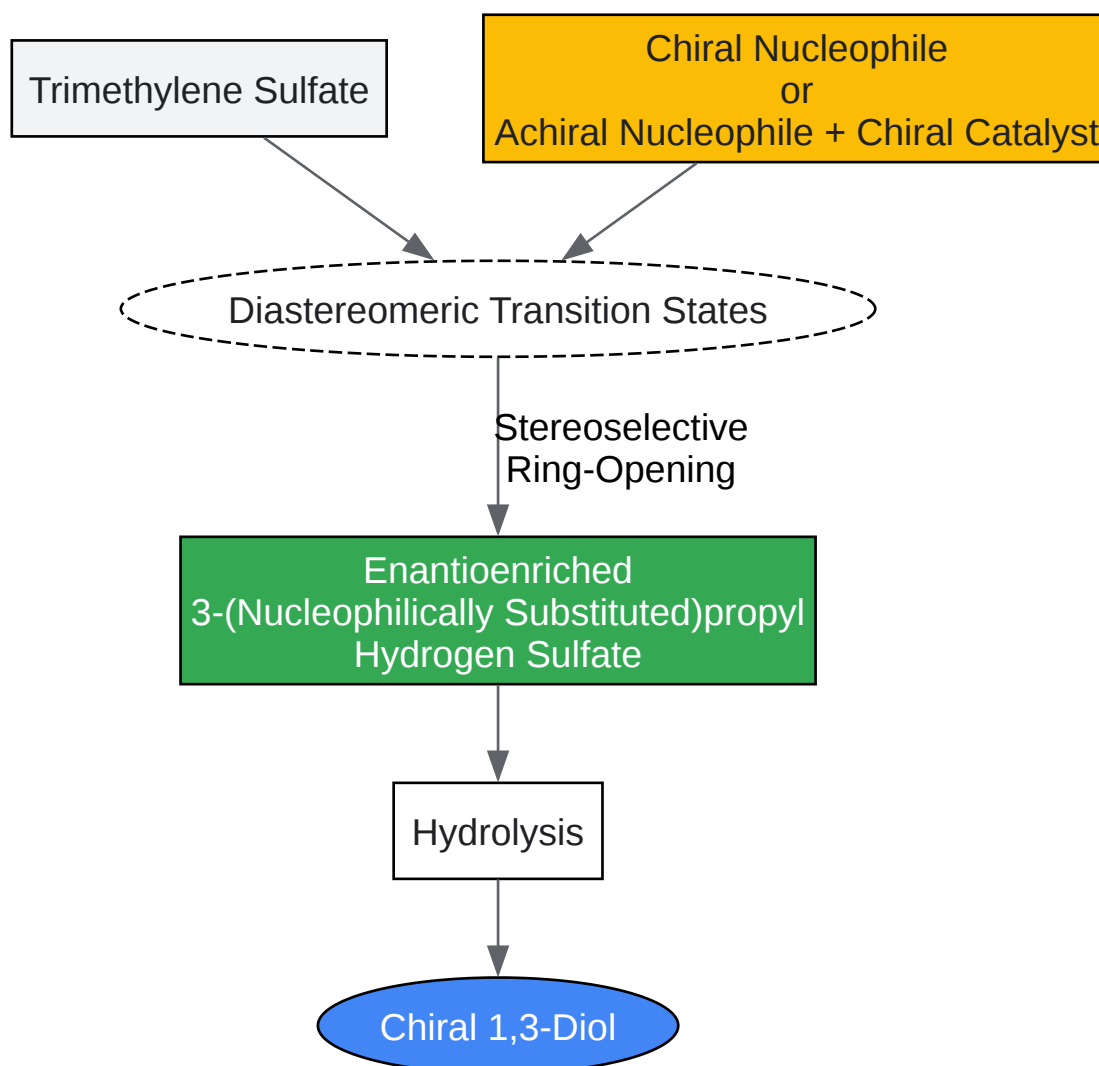 Trimethylene Sulfate
Chiral Nucleophile
or
Achiral Nucleophile + Chiral Catalyst
Diastereomeric Transition States
Stereoselective
Ring-Opening
Enantioenriched
3-(Nucleophilically Substituted)propyl
Hydrogen Sulfate
Hydrolysis
Chiral 1,3-Diol